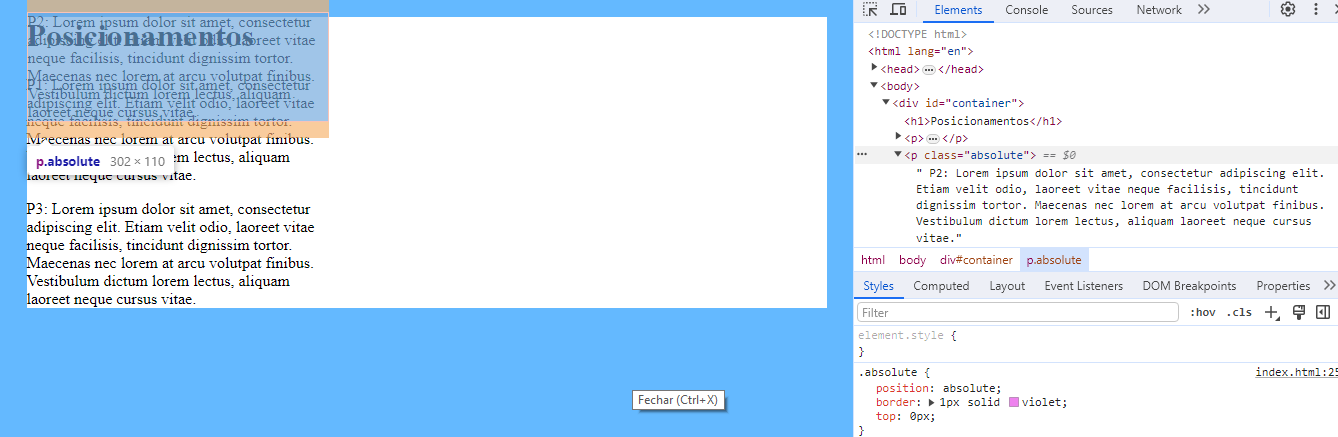 P2: Lorem ipsum dolor sit amet, consectetur
Posicionamentos
adipiscing elit. Etiam velit odio, laoreet vitae
neque facilisis, tincidunt dignissim tortor.
Maecenas nec lorem at arcu volutpat finibus.
P1: Lorem ipsum dolor sit amet, consectetur
Vestibulum dictum lorem lectus, aliquam
adipiscing elit. Etiam velit odio, laoreet vitae
laoreet neque cursus vitae.
neque facilisis, tincidunt dignissim tortor.
Maecenas nec lorem at arcu volutpat finibus.
p.absolute 302 × 110
m lectus, aliquam
laoreet neque cursus vitae.
P3: Lorem ipsum dolor sit amet, consectetur
adipiscing elit. Etiam velit odio, laoreet vitae
neque facilisis, tincidunt dignissim tortor.
Maecenas nec lorem at arcu volutpat finibus.
Vestibulum dictum lorem lectus, aliquam
laoreet neque cursus vitae.
Fechar (Ctrl+X)
Elements Console Sources Network
<!DOCTYPE html>
<html lang="en">
<head> ⋯ </head>
<body>
<div id="container">
<h1>Posicionamentos</h1>
<p> ⋯ </p>
<p class="absolute"> == $0
" P2: Lorem ipsum dolor sit amet, consectetur adipiscing elit.
Etiam velit odio, laoreet vitae neque facilisis, tincidunt
dignissim tortor. Maecenas nec lorem at arcu volutpat finibus.
Vestibulum dictum lorem lectus, aliquam laoreet neque cursus
vitae."
html body div#container p.absolute
Styles Computed Layout Event Listeners DOM Breakpoints Properties
Filter :hov .cls
element.style {
}
.absolute { index.html:25
position: absolute;
border: 1px solid violet;
top: 0px;
}